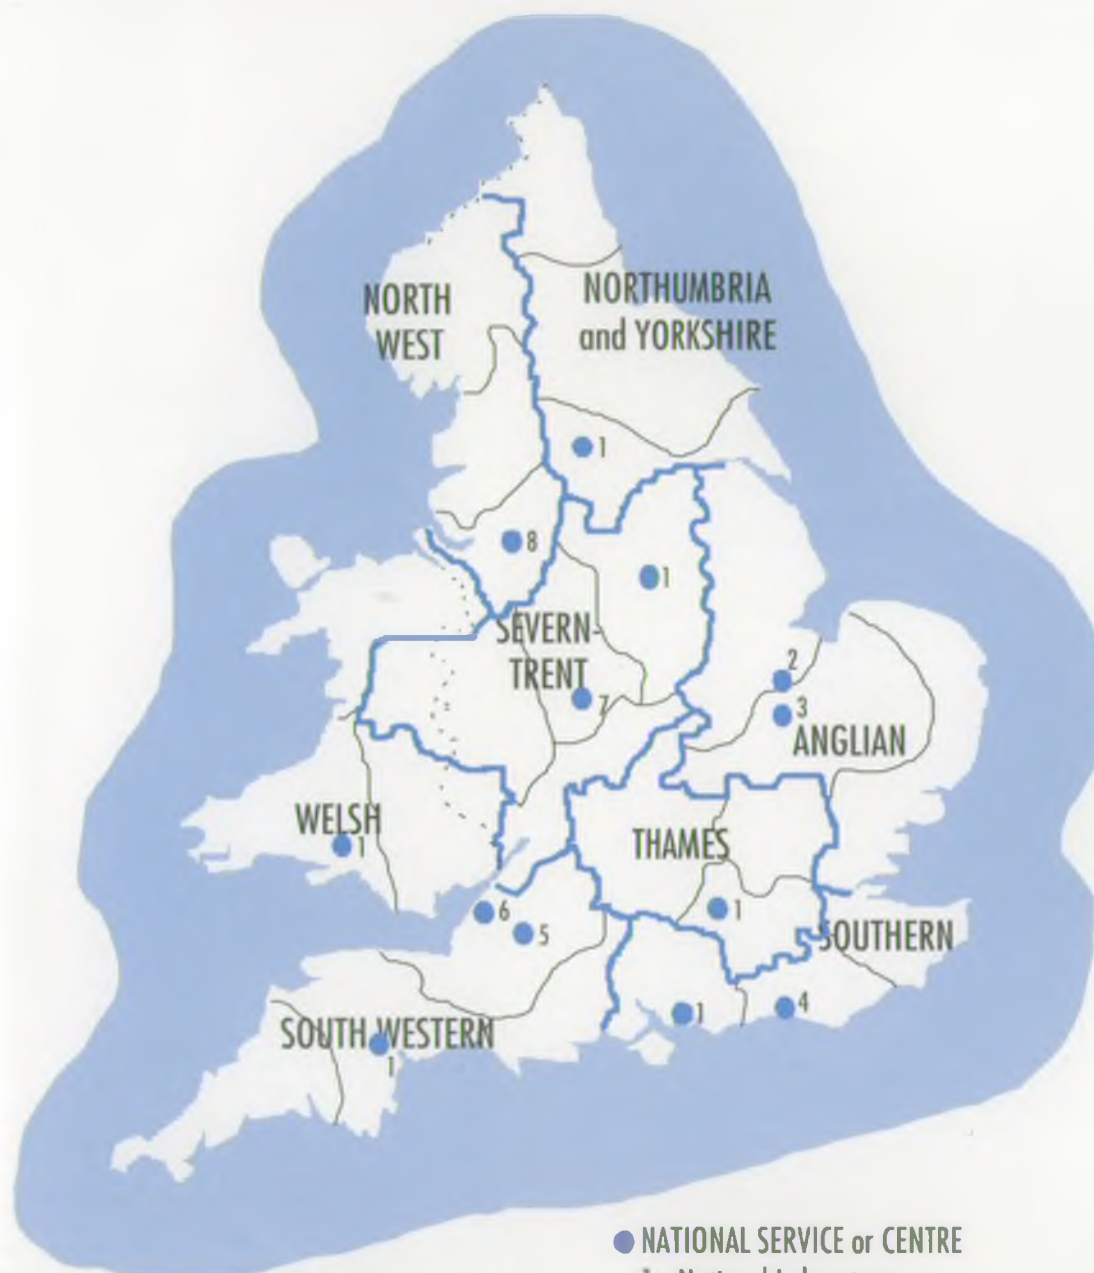 NORTH
WEST
NORTHUMBRIA
and YORKSHIRE
1
8
1
SEVERN-
TRENT
7
2
3
ANGLIAN
WELSH
1
THAMES
6
5
1
SOUTHERN
1
4
SOUTH WESTERN
1
NATIONAL SERVICE or CENTRE